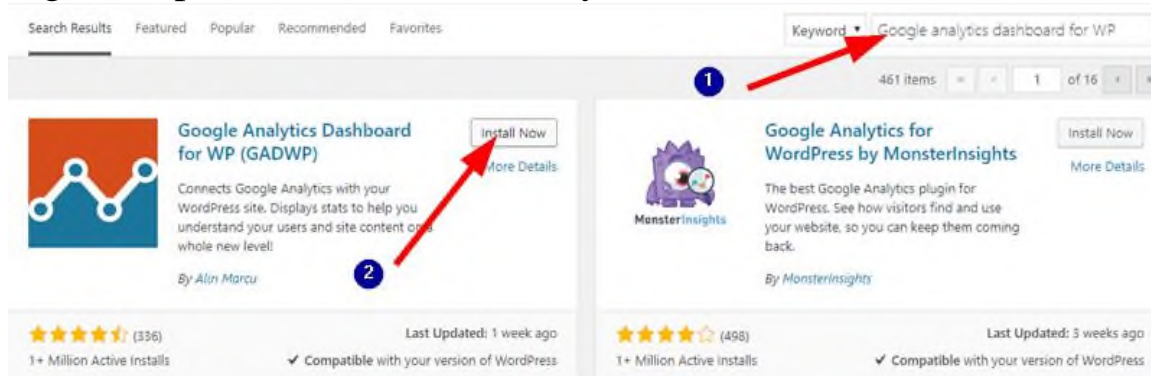 Search Results Featured Popular Recommended Favorites Keyword Google analytics dashboard for WP
1
461 items « ‹ 1 of 16 ›
Google Analytics Dashboard
for WP (GADWP)
Install Now
More Details
Connects Google Analytics with your
WordPress site. Displays stats to help you
understand your users and site content on a
whole new level!
By Alin Marcu
2
(336)
Last Updated: 1 week ago
1+ Million Active Installs
✔ Compatible with your version of WordPress
MonsterInsights
Google Analytics for
WordPress by MonsterInsights
Install Now
More Details
The best Google Analytics plugin for
WordPress. See how visitors find and use
your website, so you can keep them coming
back.
By MonsterInsights
(498)
Last Updated: 3 weeks ago
1+ Million Active Installs
✔ Compatible with your version of WordPress